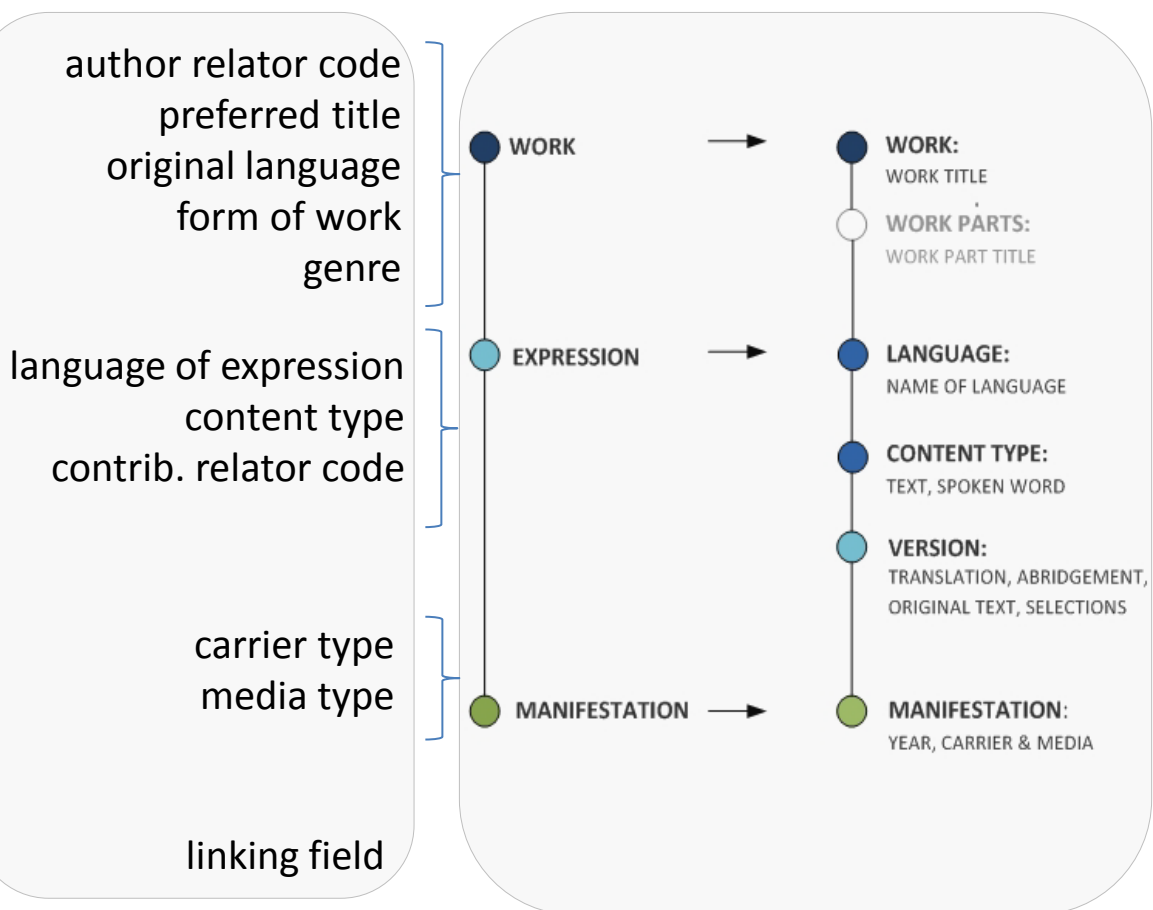 author relator code
preferred title
original language
form of work
genre
language of expression
content type
contrib. relator code
carrier type
media type
linking field
WORK
EXPRESSION
MANIFESTATION
WORK:
WORK TITLE
WORK PARTS:
WORK PART TITLE
LANGUAGE:
NAME OF LANGUAGE
CONTENT TYPE:
TEXT, SPOKEN WORD
VERSION:
TRANSLATION, ABRIDGEMENT,
ORIGINAL TEXT, SELECTIONS
MANIFESTATION:
YEAR, CARRIER & MEDIA